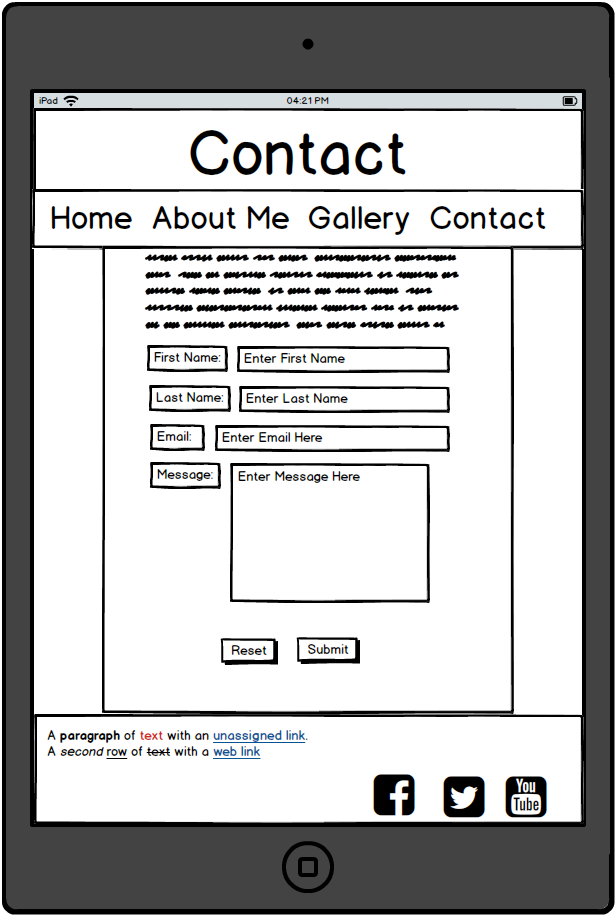 iPad 04:21 PM
Contact
Home About Me Gallery Contact
First Name: Enter First Name
Last Name: Enter Last Name
Email: Enter Email Here
Message: Enter Message Here
Reset Submit
A paragraph of text with an unassigned link.
A second row of text with a web link
You
Tube